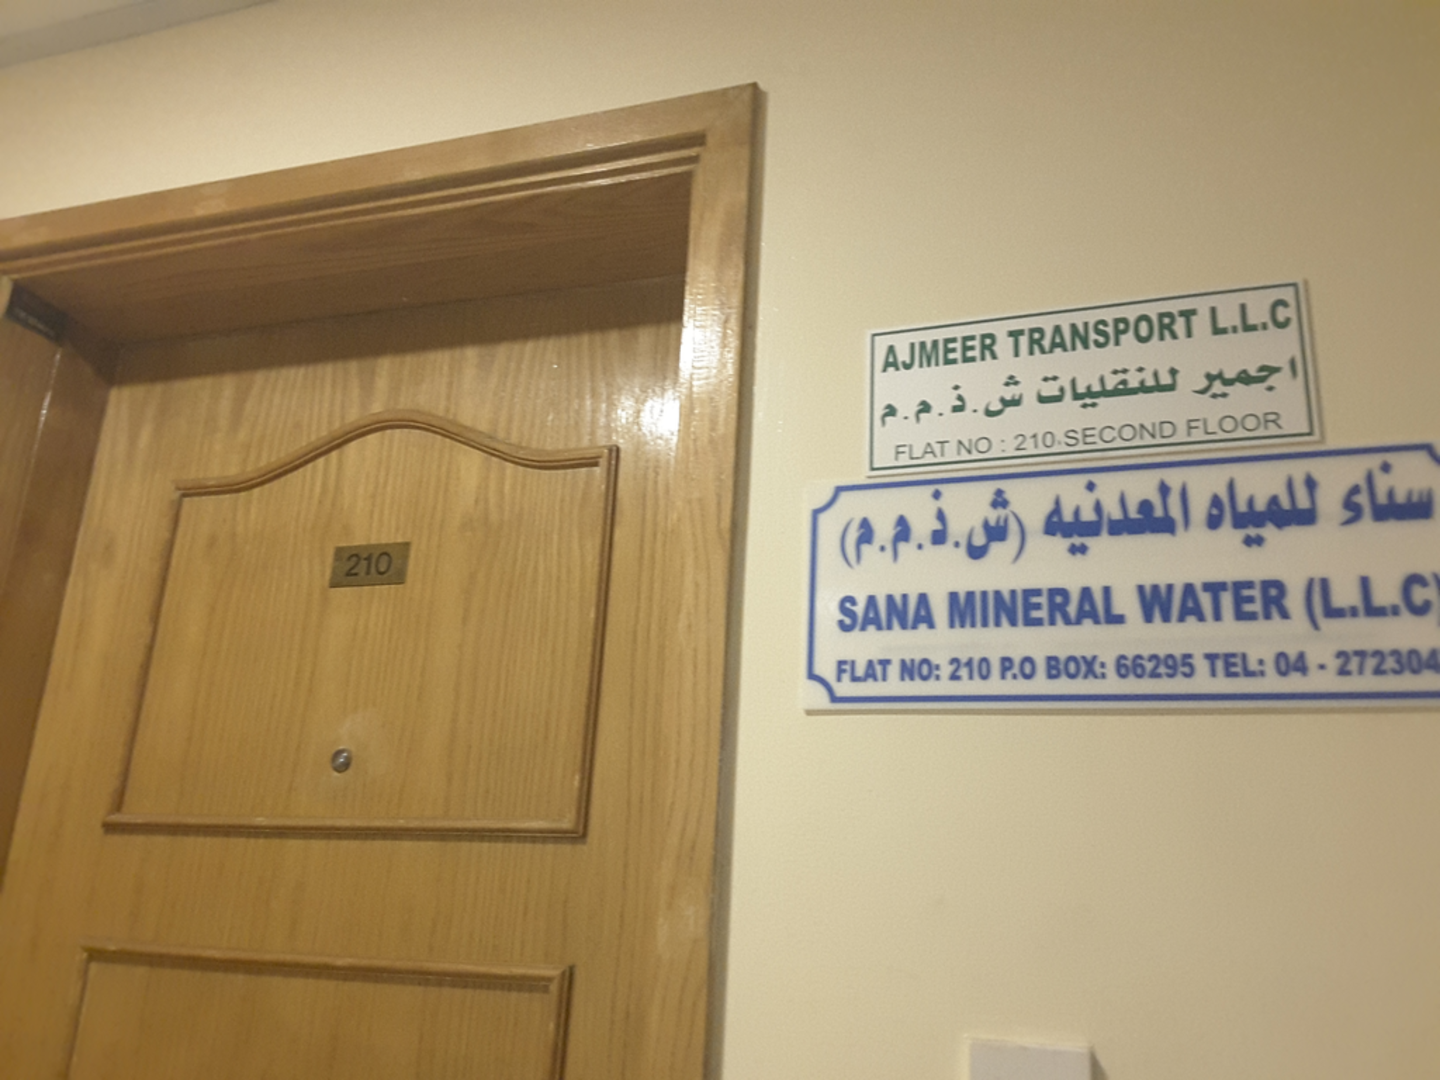 210
AJMEER TRANSPORT L.L.C
اجمير للنقليات ش.ذ.م.م
FLAT NO : 210, SECOND FLOOR
سناء للمياه المعدنيه (ش.ذ.م.م)
SANA MINERAL WATER (L.L.C)
FLAT NO: 210 P.O BOX: 66295 TEL: 04 - 272304